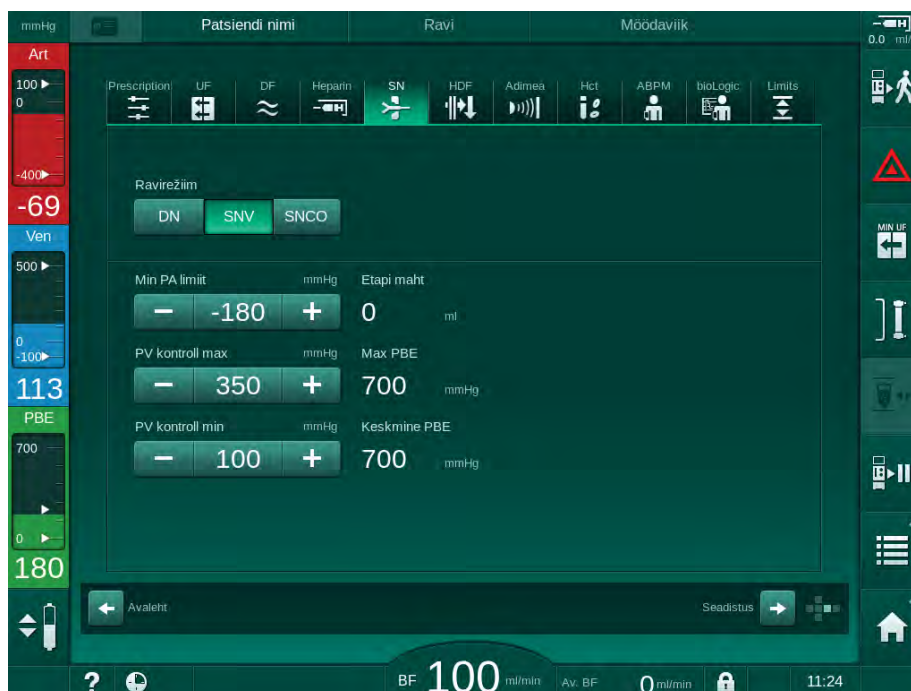 mmHg Patsiendi nimi Ravi Möödaviik
0.0 ml/
Art
100
0
-400
-69
Ven
500
0
-100
113
PBE
700
0
180
Prescription UF DF Heparin SN HDF Adimea Hct ABPM bioLogic Limits
Ravirežiim
DN SNV SNCO
Min PA limiit mmHg Etapi maht
− -180 + 0 ml
PV kontroll max mmHg Max PBE
− 350 + 700 mmHg
PV kontroll min mmHg Keskmine PBE
− 100 + 700 mmHg
MIN UF
Avaleht Seadistus
? BF 100 ml/min Av. BF 0 ml/min 11:24